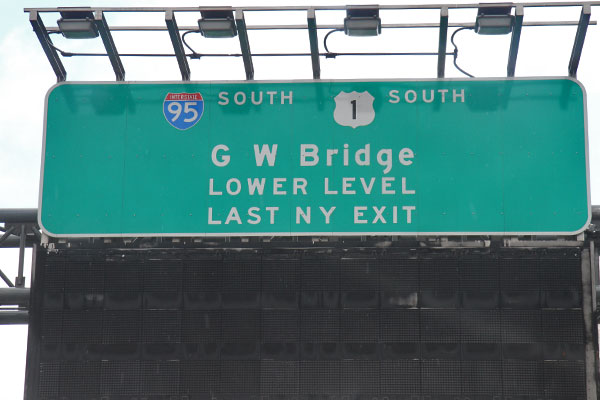 INTERSTATE
95 SOUTH 1 SOUTH
G W Bridge
LOWER LEVEL
LAST NY EXIT